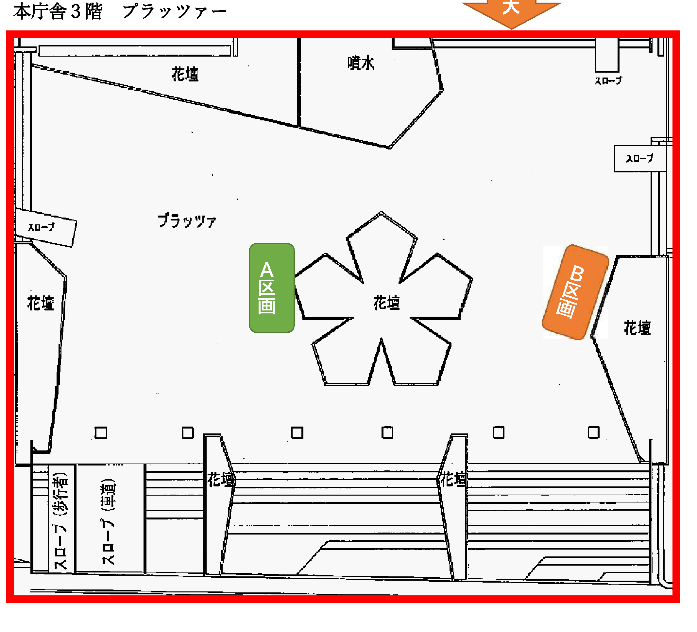 本庁舎３階　プラッツァー
大
花壇
噴水
スロープ
スロープ
プラッツァ
スロープ
A区画
B区画
花壇
花壇
花壇
花壇
花壇
スロープ（歩行者）
スロープ（車道）